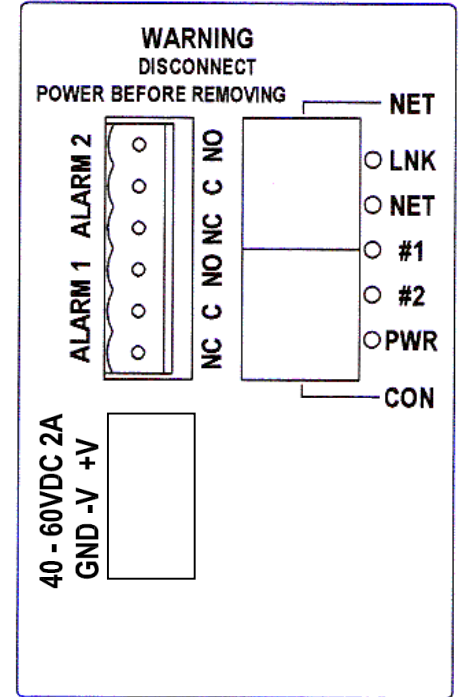 WARNING
DISCONNECT
POWER BEFORE REMOVING
NET
ALARM 2
NO
C
NC
ALARM 1
NO
C
NC
LNK
NET
#1
#2
PWR
CON
40 - 60VDC 2A
GND -V +V